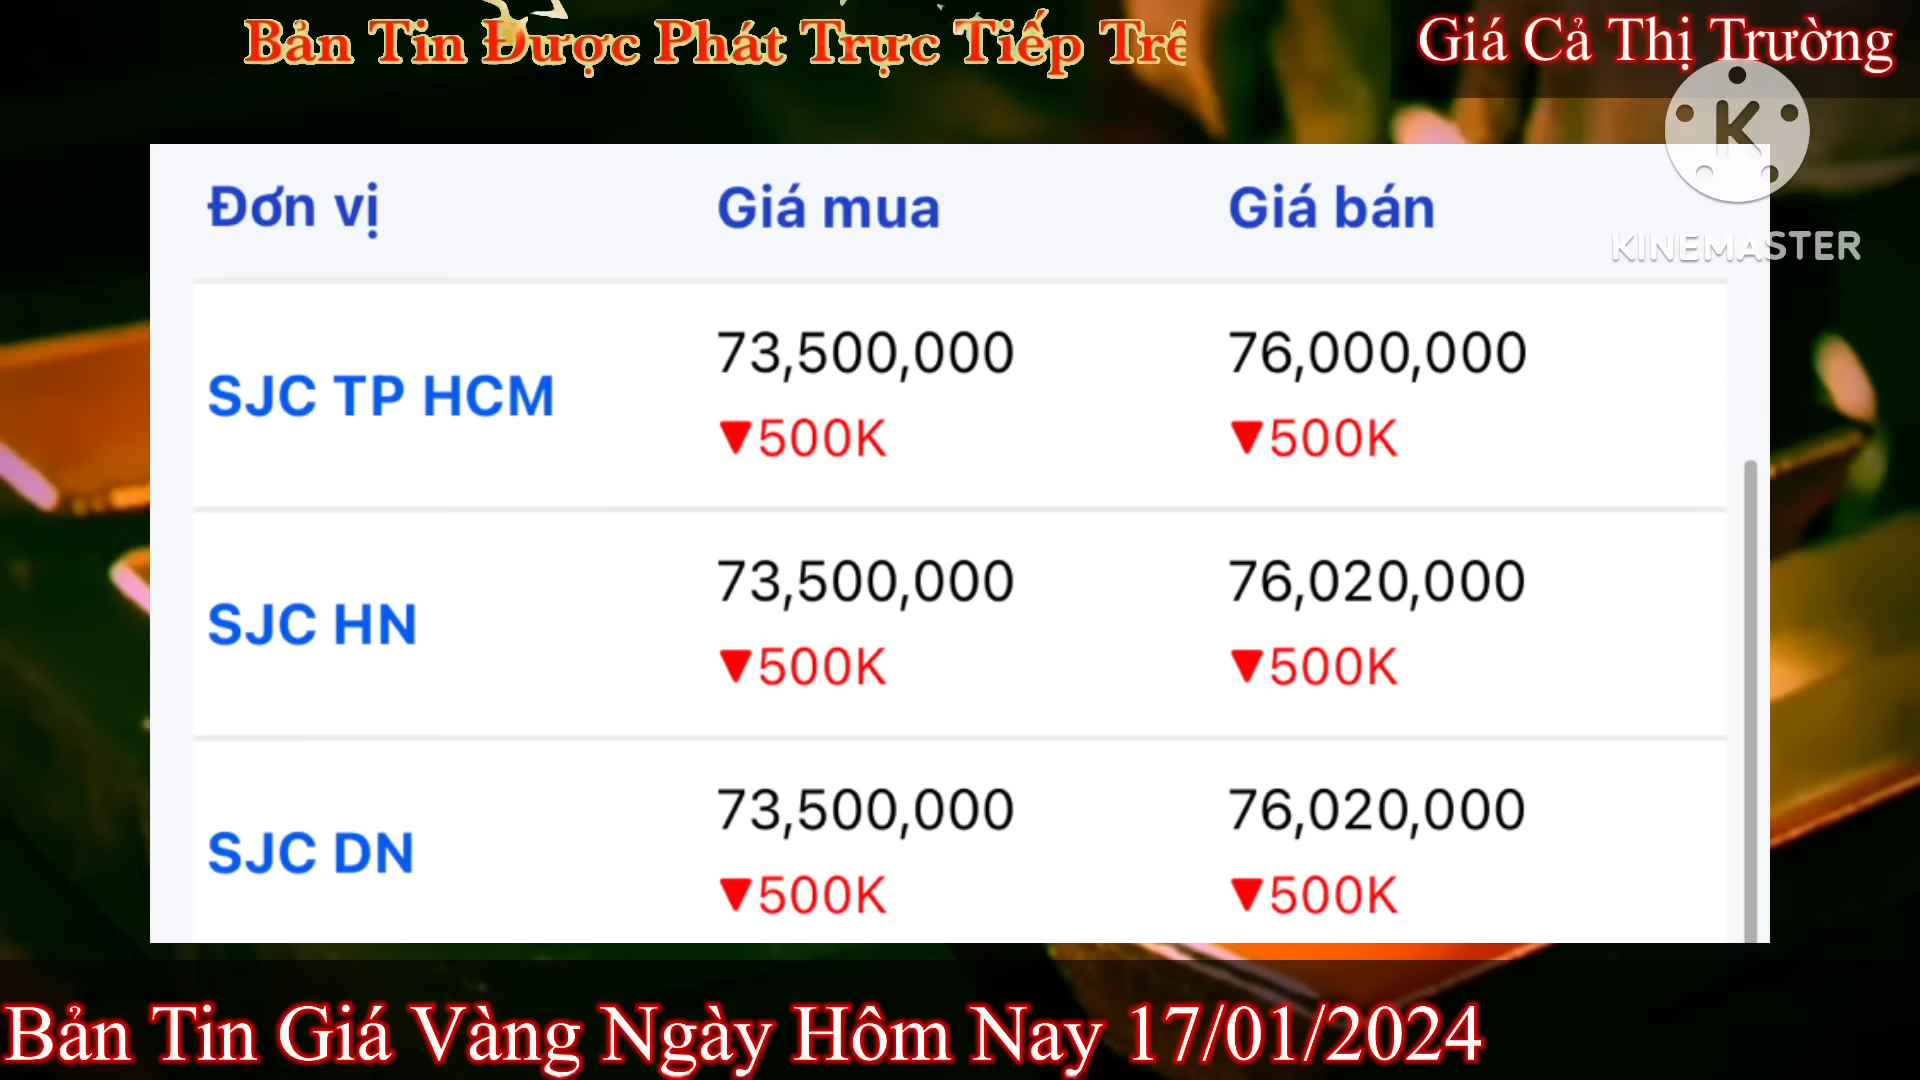 Bản Tin Được Phát Trực Tiếp Trê
Giá Cả Thị Trường
K
KINEMASTER
Đơn vị Giá mua Giá bán
SJC TP HCM 73,500,000 76,000,000
▼500K ▼500K
SJC HN 73,500,000 76,020,000
▼500K ▼500K
SJC DN 73,500,000 76,020,000
▼500K ▼500K
Bản Tin Giá Vàng Ngày Hôm Nay 17/01/2024